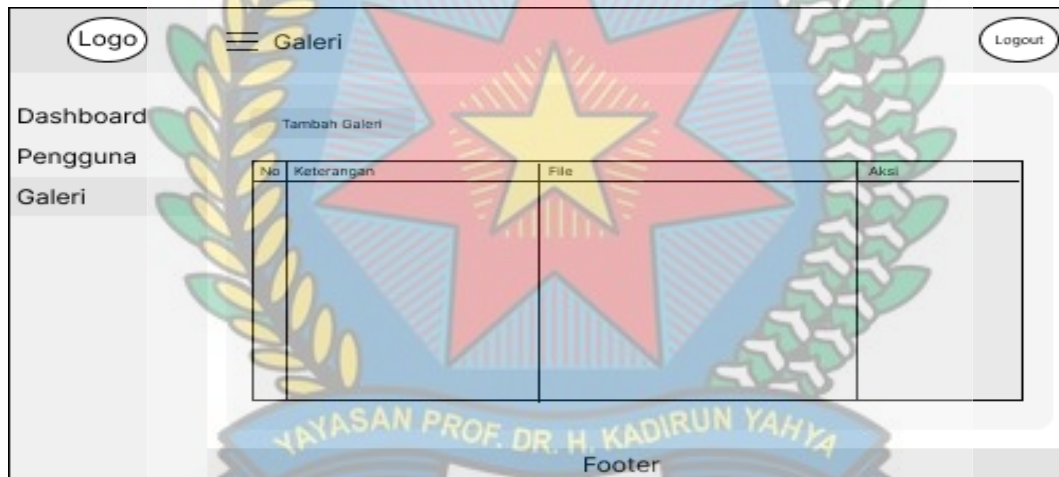 Logo
Galeri
Logout
Dashboard
Pengguna
Galeri
Tambah Galeri
No Keterangan File Aksi
YAYASAN PROF. DR. H. KADIRUN YAHYA
Footer